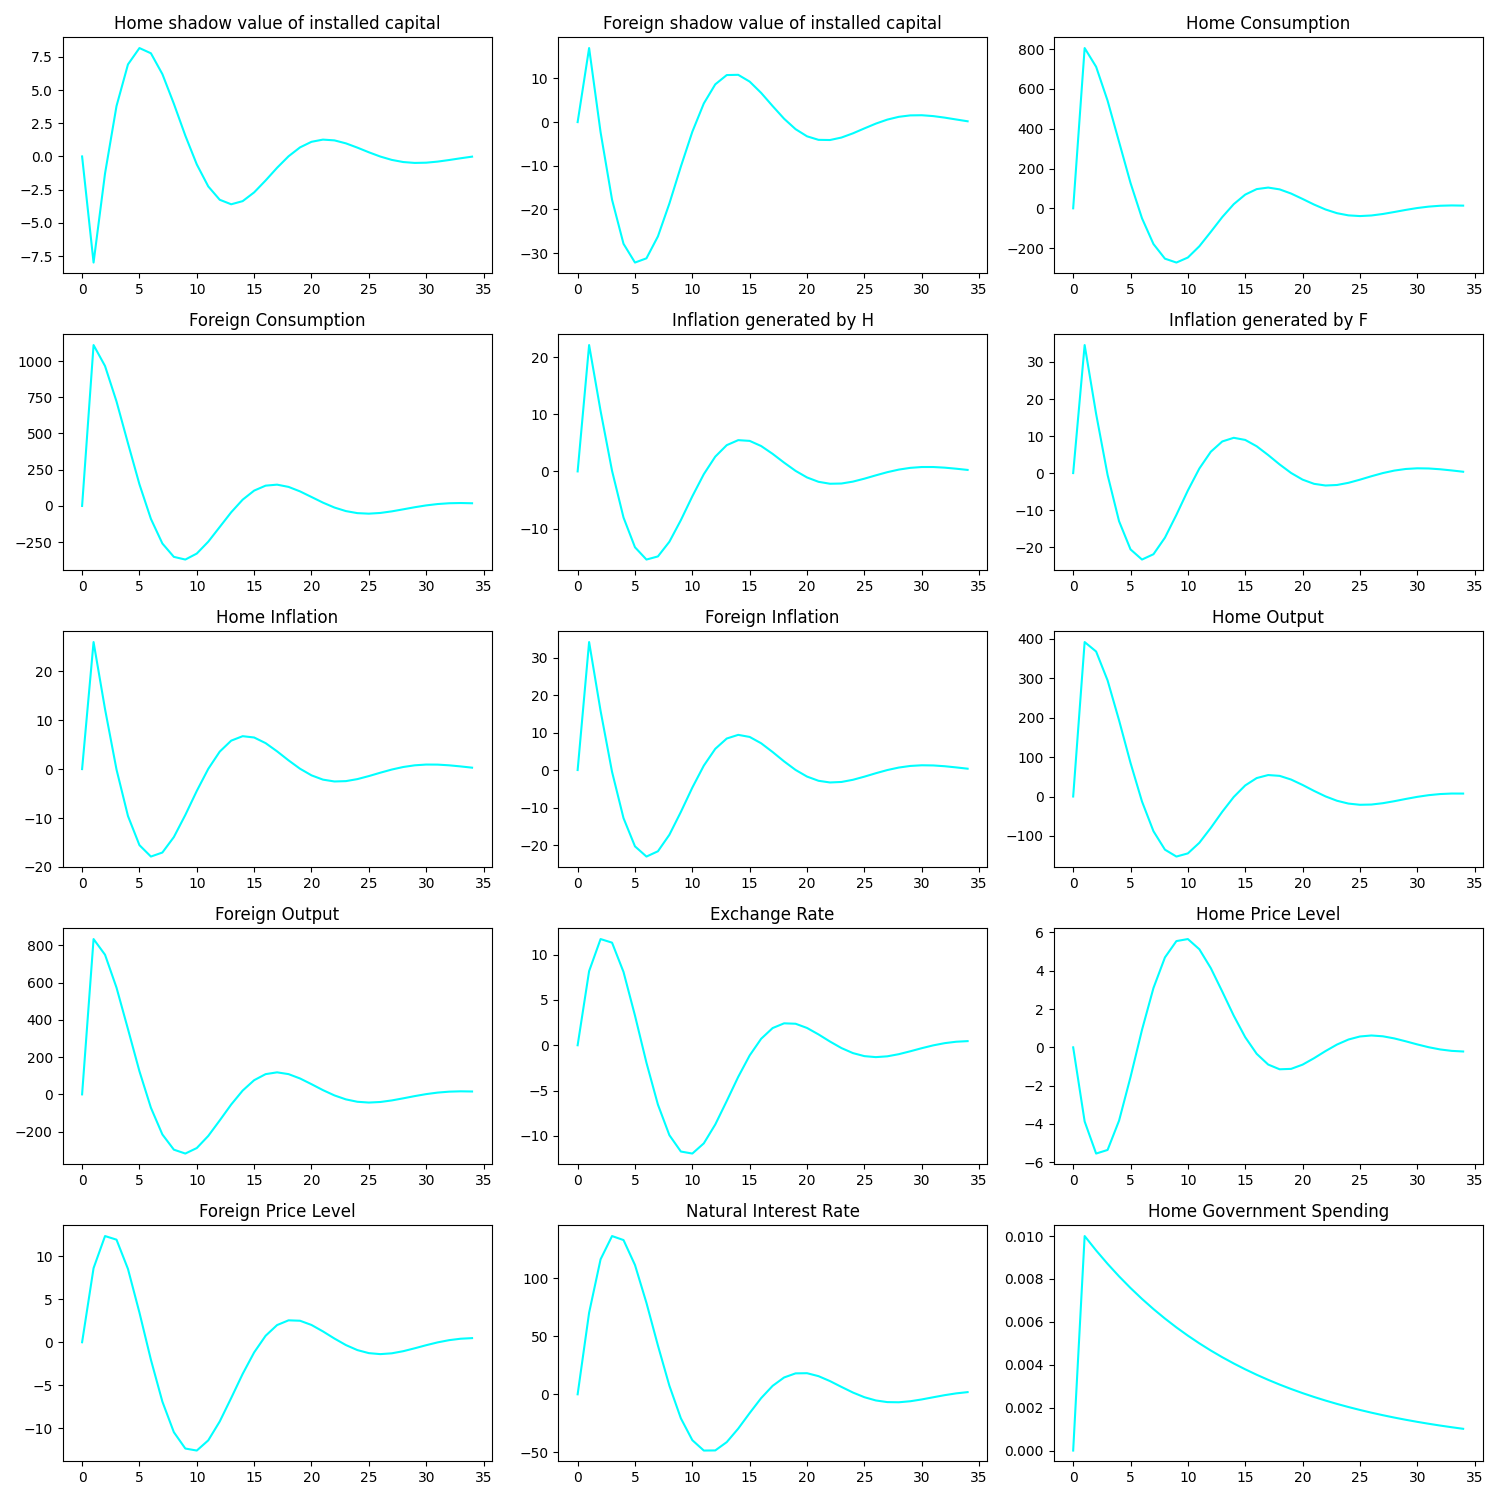 Home shadow value of installed capital
7.5
5.0
2.5
0.0
−2.5
−5.0
−7.5
0 5 10 15 20 25 30 35
Foreign shadow value of installed capital
10
0
−10
−20
−30
0 5 10 15 20 25 30 35
Home Consumption
800
600
400
200
0
−200
0 5 10 15 20 25 30 35
Foreign Consumption
1000
750
500
250
0
−250
0 5 10 15 20 25 30 35
Inflation generated by H
20
10
0
−10
0 5 10 15 20 25 30 35
Inflation generated by F
30
20
10
0
−10
−20
0 5 10 15 20 25 30 35
Home Inflation
20
10
0
−10
−20
0 5 10 15 20 25 30 35
Foreign Inflation
30
20
10
0
−10
−20
0 5 10 15 20 25 30 35
Home Output
400
300
200
100
0
−100
0 5 10 15 20 25 30 35
Foreign Output
800
600
400
200
0
−200
0 5 10 15 20 25 30 35
Exchange Rate
10
5
0
−5
−10
0 5 10 15 20 25 30 35
Home Price Level
6
4
2
0
−2
−4
−6
0 5 10 15 20 25 30 35
Foreign Price Level
10
5
0
−5
−10
0 5 10 15 20 25 30 35
Natural Interest Rate
100
50
0
−50
0 5 10 15 20 25 30 35
Home Government Spending
0.010
0.008
0.006
0.004
0.002
0.000
0 5 10 15 20 25 30 35